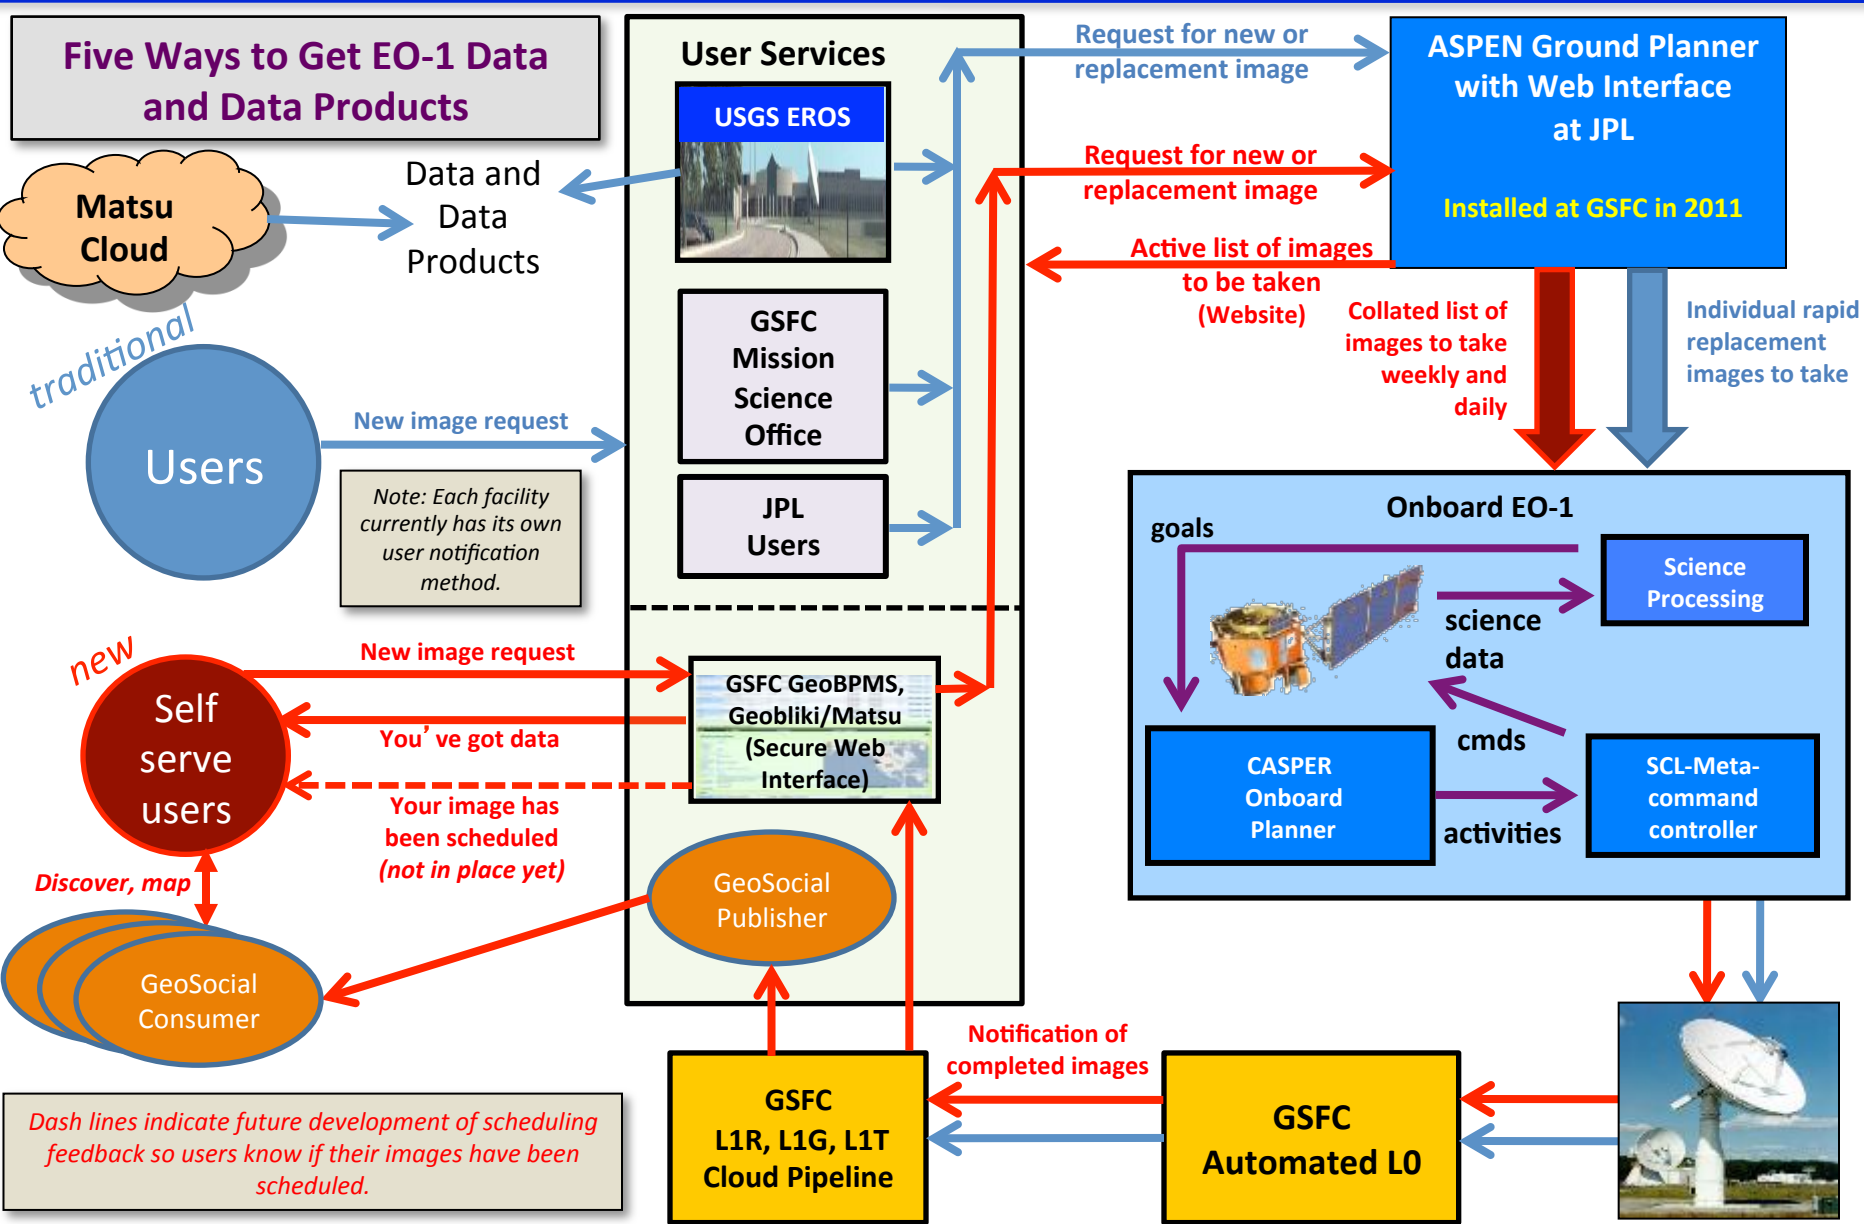 Five Ways to Get EO-1 Data
and Data Products
Matsu
Cloud
Data and
Data
Products
traditional
Users
New image request
Note: Each facility
currently has its own
user notification
method.
User Services
USGS EROS
GSFC
Mission
Science
Office
JPL
Users
Request for new or
replacement image
Request for new or
replacement image
Active list of images
to be taken
(Website)
ASPEN Ground Planner
with Web Interface
at JPL
Installed at GSFC in 2011
Collated list of
images to take
weekly and
daily
Individual rapid
replacement
images to take
Onboard EO-1
goals
Science
Processing
science
data
cmds
CASPER
Onboard
Planner
activities
SCL-Meta-
command
controller
new
Self
serve
users
New image request
You've got data
Your image has
been scheduled
(not in place yet)
GSFC GeoBPMS,
Geobliki/Matsu
(Secure Web
Interface)
GeoSocial
Publisher
Discover, map
GeoSocial
Consumer
Notification of
completed images
GSFC
L1R, L1G, L1T
Cloud Pipeline
GSFC
Automated L0
Dash lines indicate future development of scheduling
feedback so users know if their images have been
scheduled.